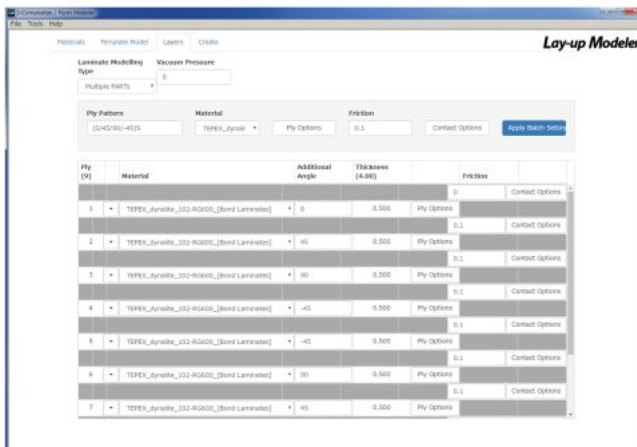 J-Composites / Form Modeler
File Tools Help
Materials Template Model Layers Create
Lay-up Modeler
Laminate Modelling Type Vacuum Pressure
Multiple PARTs 0
Ply Pattern Material Friction
[0/45/90/-45]S TEPEX_dynalit Ply Options 0.1 Contact Options Apply Batch Setting
Ply (9) Material Additional Angle Thickness (4.00) Friction
0 Contact Options
1 TEPEX_dynalite_102-RG600_[Bond Laminates] 0 0.500 Ply Options
0.1 Contact Options
2 TEPEX_dynalite_102-RG600_[Bond Laminates] 45 0.500 Ply Options
0.1 Contact Options
3 TEPEX_dynalite_102-RG600_[Bond Laminates] 90 0.500 Ply Options
0.1 Contact Options
4 TEPEX_dynalite_102-RG600_[Bond Laminates] -45 0.500 Ply Options
0.1 Contact Options
5 TEPEX_dynalite_102-RG600_[Bond Laminates] -45 0.500 Ply Options
0.1 Contact Options
6 TEPEX_dynalite_102-RG600_[Bond Laminates] 90 0.500 Ply Options
0.1 Contact Options
7 TEPEX_dynalite_102-RG600_[Bond Laminates] 45 0.500 Ply Options